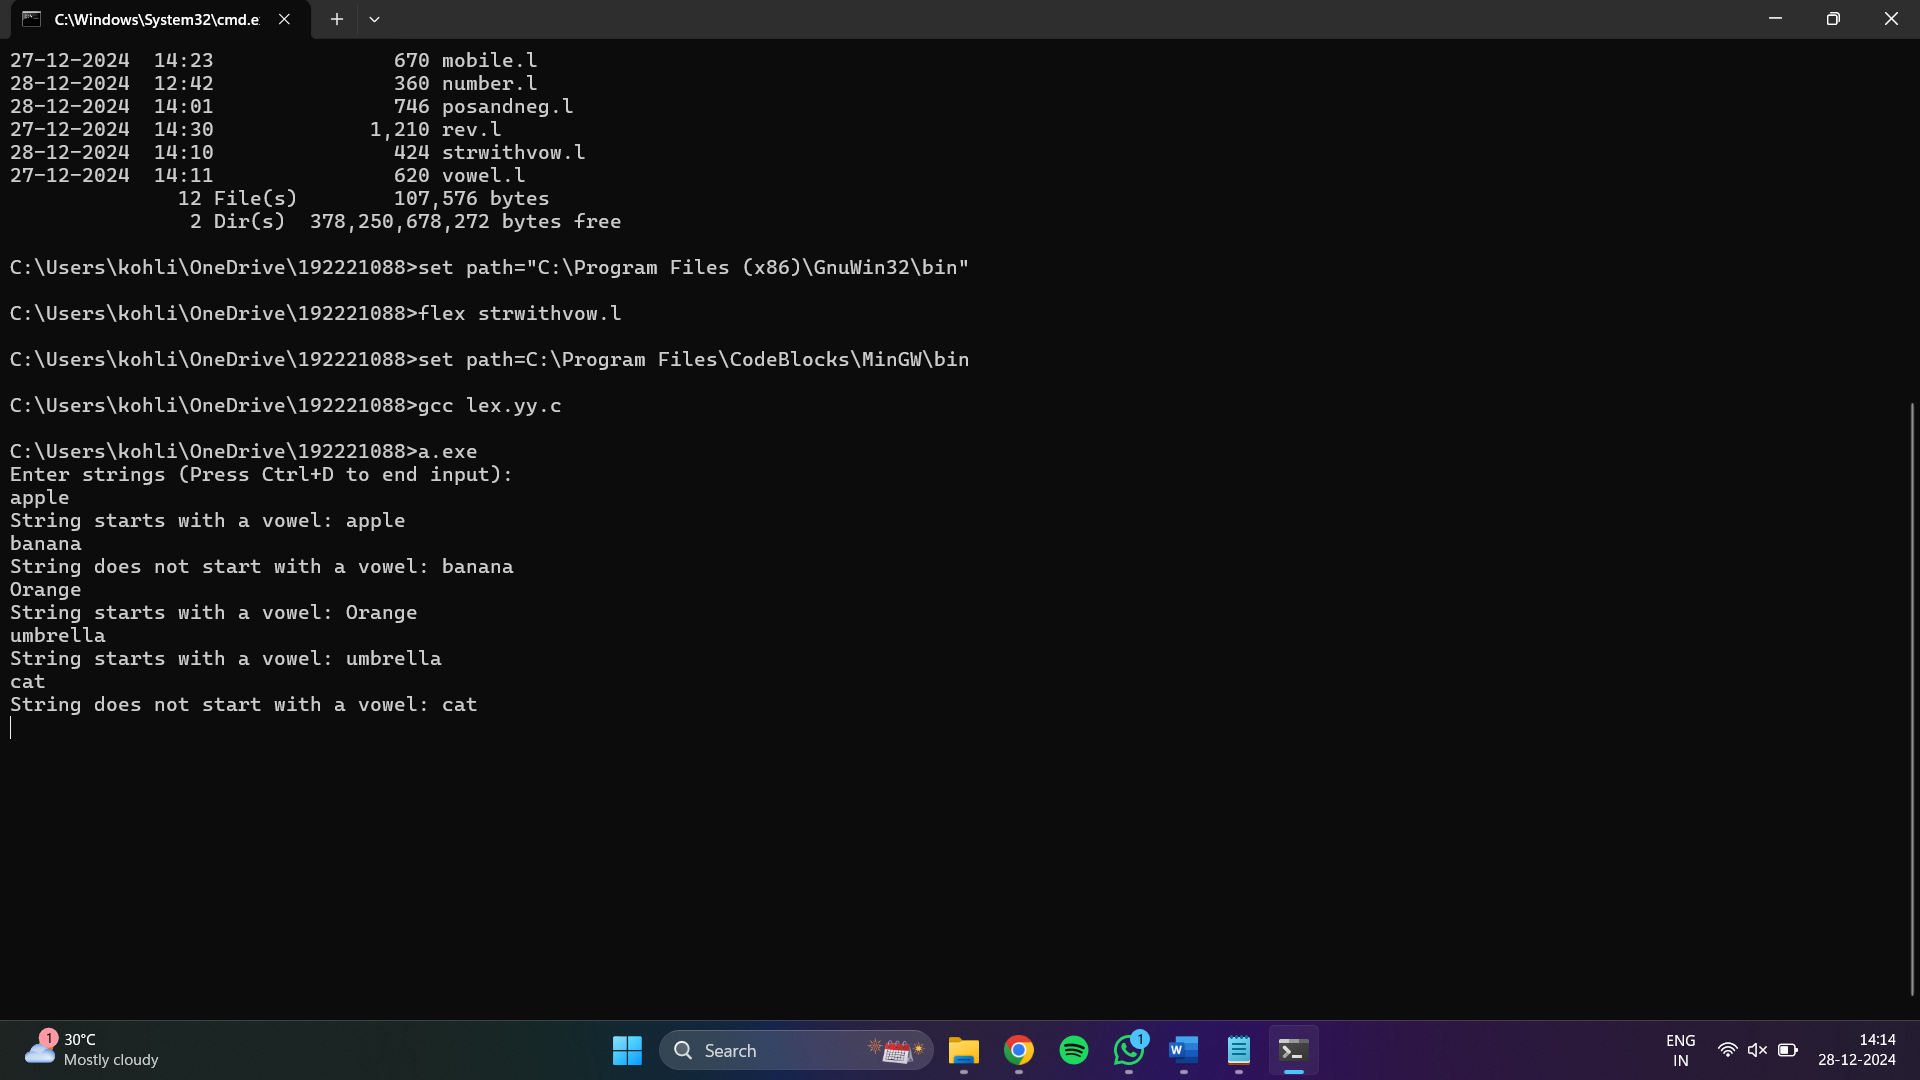 C:\Windows\System32\cmd.e
27-12-2024  14:23               670 mobile.l
28-12-2024  12:42               360 number.l
28-12-2024  14:01               746 posandneg.l
27-12-2024  14:30             1,210 rev.l
28-12-2024  14:10               424 strwithvow.l
27-12-2024  14:11               620 vowel.l
12 File(s)        107,576 bytes
2 Dir(s)  378,250,678,272 bytes free
C:\Users\kohli\OneDrive\192221088>set path="C:\Program Files (x86)\GnuWin32\bin"
C:\Users\kohli\OneDrive\192221088>flex strwithvow.l
C:\Users\kohli\OneDrive\192221088>set path=C:\Program Files\CodeBlocks\MinGW\bin
C:\Users\kohli\OneDrive\192221088>gcc lex.yy.c
C:\Users\kohli\OneDrive\192221088>a.exe
Enter strings (Press Ctrl+D to end input):
apple
String starts with a vowel: apple
banana
String does not start with a vowel: banana
Orange
String starts with a vowel: Orange
umbrella
String starts with a vowel: umbrella
cat
String does not start with a vowel: cat
1
30°C
Mostly cloudy
Search
1
W
ENG
IN
14:14
28-12-2024